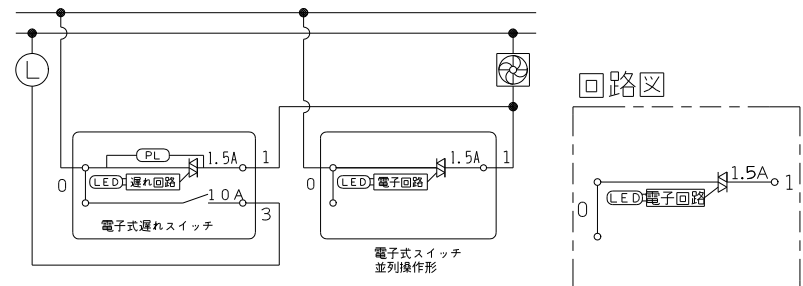 L
回路図
PL
1.5A
1
0
LED
遅れ回路
10A
3
電子式遅れスイッチ
1.5A
1
0
LED
電子回路
電子式スイッチ
並列操作形
1.5A
1
0
LED
電子回路